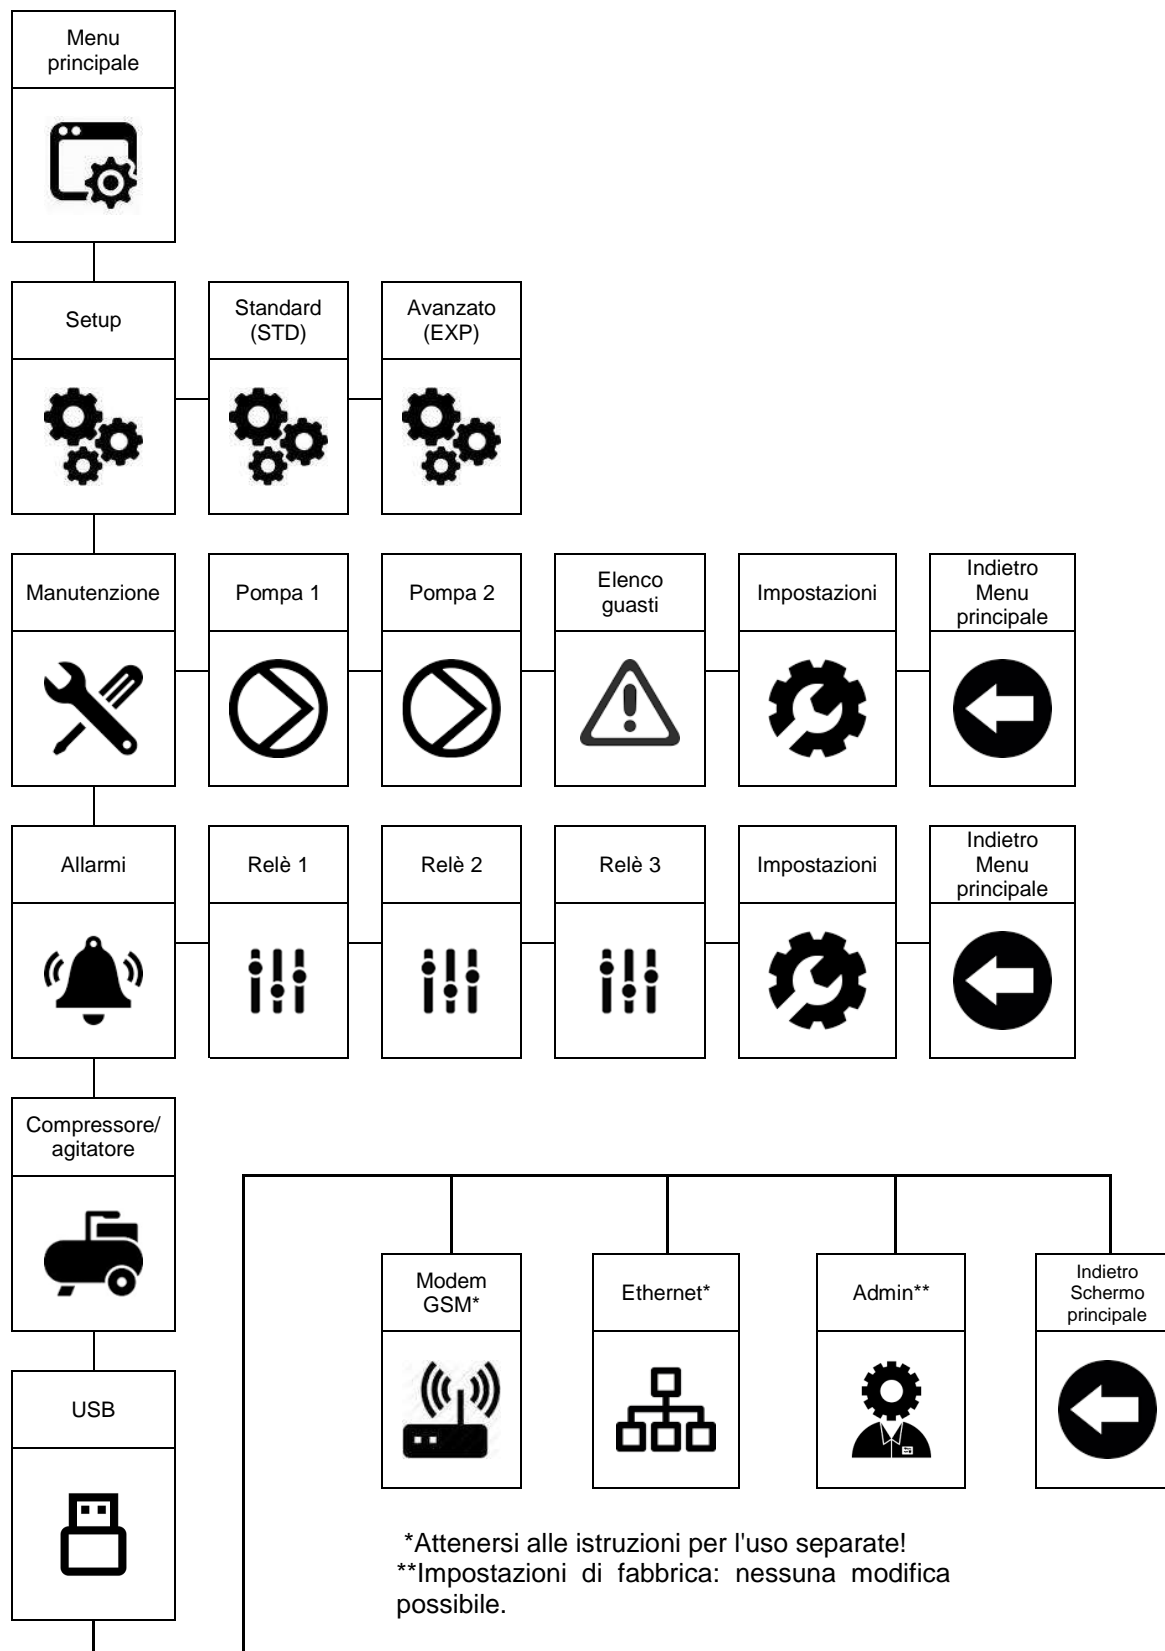 Menu
principale
Setup
Standard
(STD)
Avanzato
(EXP)
Manutenzione
Pompa 1
Pompa 2
Elenco
guasti
Impostazioni
Indietro
Menu
principale
Allarmi
Relè 1
Relè 2
Relè 3
Impostazioni
Indietro
Menu
principale
Compressore/
agitatore
Modem
GSM*
Ethernet*
Admin**
Indietro
Schermo
principale
USB
*Attenersi alle istruzioni per l'uso separate!
**Impostazioni di fabbrica: nessuna modifica
possibile.